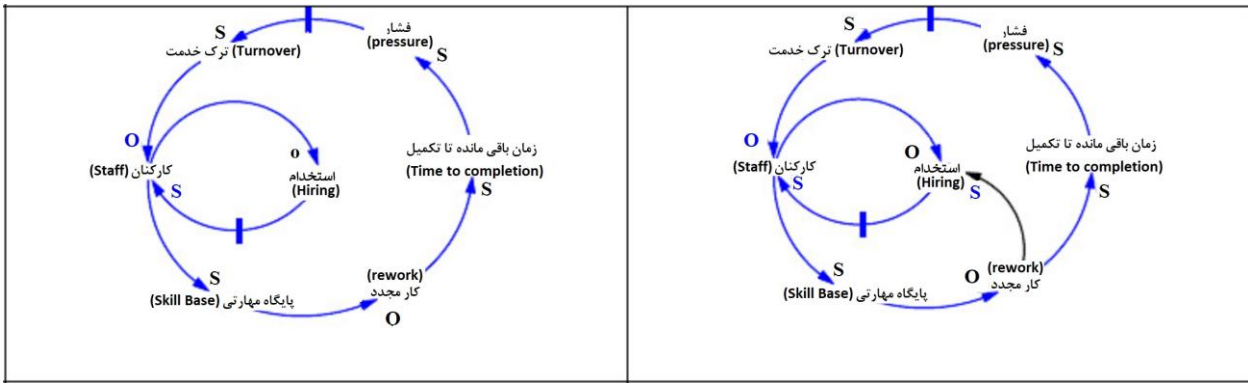 فشار
(pressure)
S
S
ترک خدمت (Turnover)
O
کارکنان (Staff)
S
o
استخدام
(Hiring)
زمان باقی مانده تا تکمیل
(Time to completion)
S
S
پایگاه مهارتی (Skill Base)
(rework)
کار مجدد
O
فشار
(pressure)
S
S
ترک خدمت (Turnover)
O
کارکنان (Staff)
S
O
استخدام
(Hiring)
S
زمان باقی مانده تا تکمیل
(Time to completion)
S
S
پایگاه مهارتی (Skill Base)
O
(rework)
کار مجدد